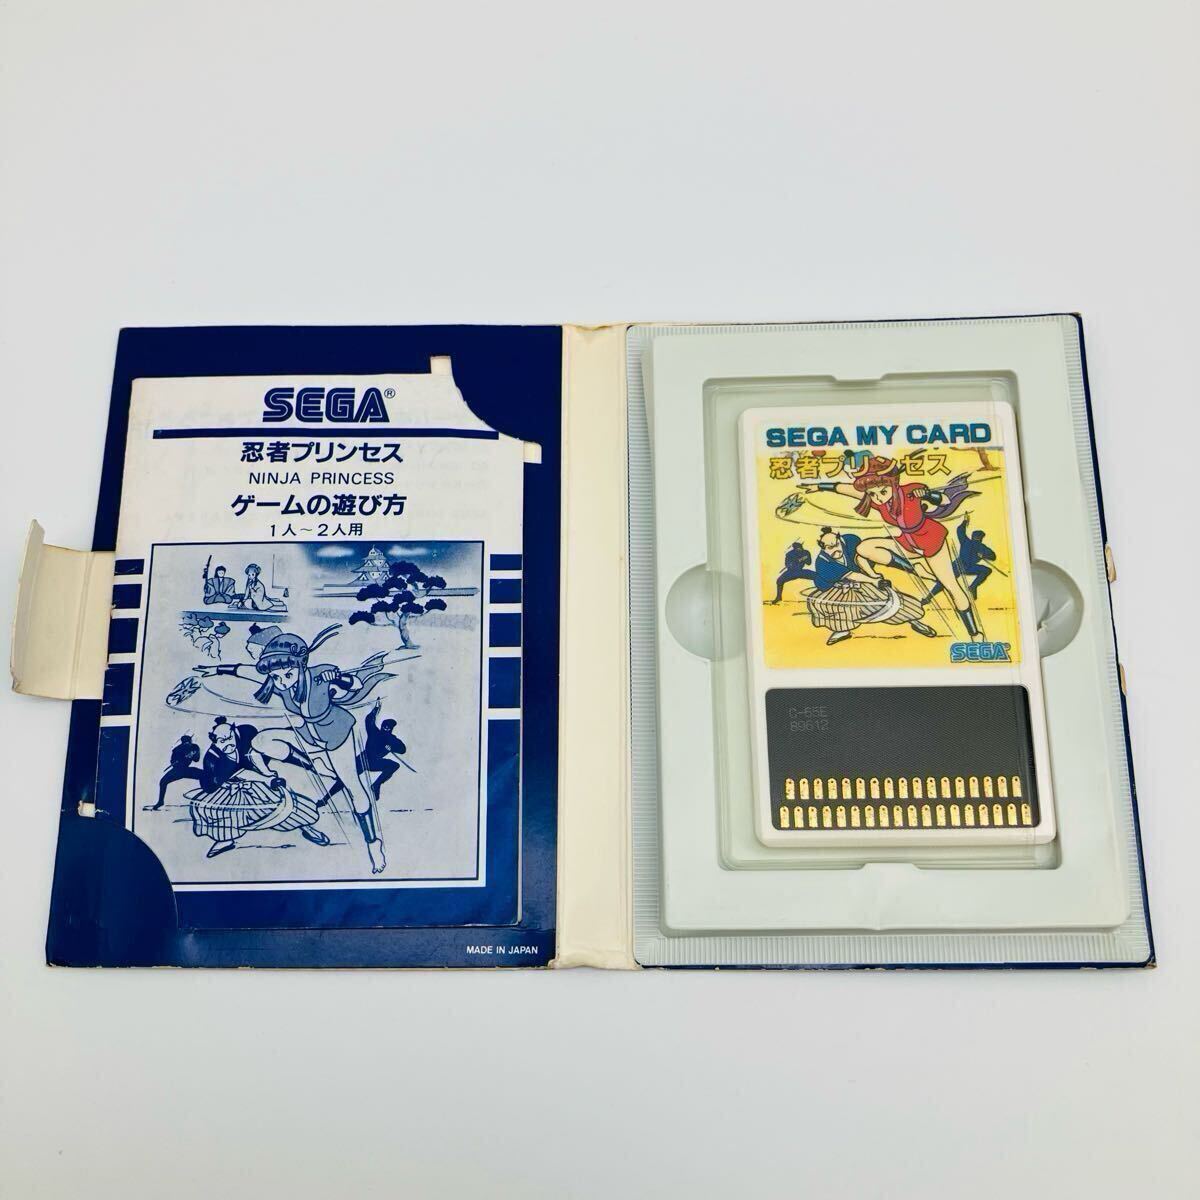 SEGA®
忍者プリンセス
NINJA PRINCESS
ゲームの遊び方
1人～2人用
MADE IN JAPAN
SEGA MY CARD
忍者プリンセス
SEGA®
C-65E
89612